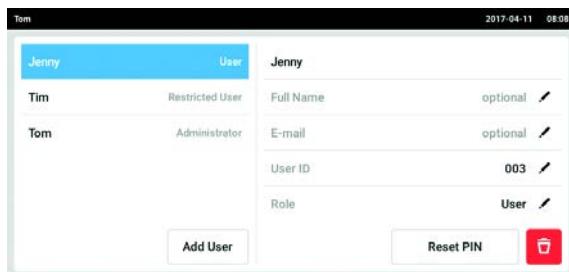 Tom 2017-04-11 08:08
Jenny User
Tim Restricted User
Tom Administrator
Add User
Jenny
Full Name optional
E-mail optional
User ID 003
Role User
Reset PIN